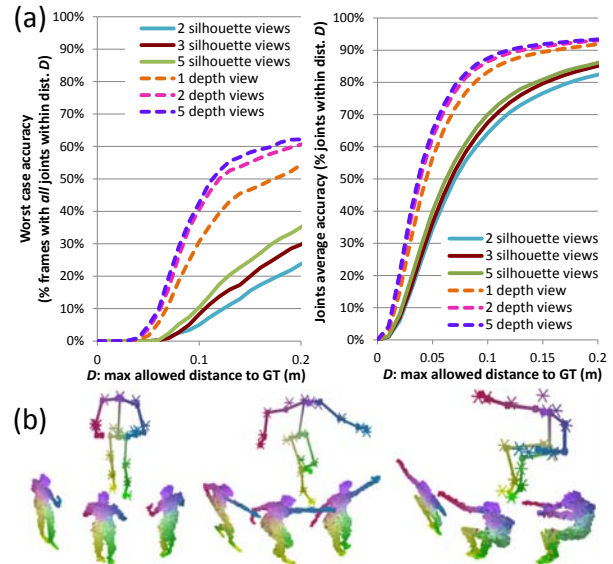 (a)
100%
90%
80%
70%
60%
50%
40%
30%
20%
10%
0%
Worst case accuracy
(% frames with all joints within dist. D)
2 silhouette views
3 silhouette views
5 silhouette views
1 depth view
2 depth views
5 depth views
0 0.1 0.2
D: max allowed distance to GT (m)
100%
90%
80%
70%
60%
50%
40%
30%
20%
10%
0%
Joints average accuracy (% joints within dist. D)
2 silhouette views
3 silhouette views
5 silhouette views
1 depth view
2 depth views
5 depth views
0 0.05 0.1 0.15 0.2
D: max allowed distance to GT (m)
(b)